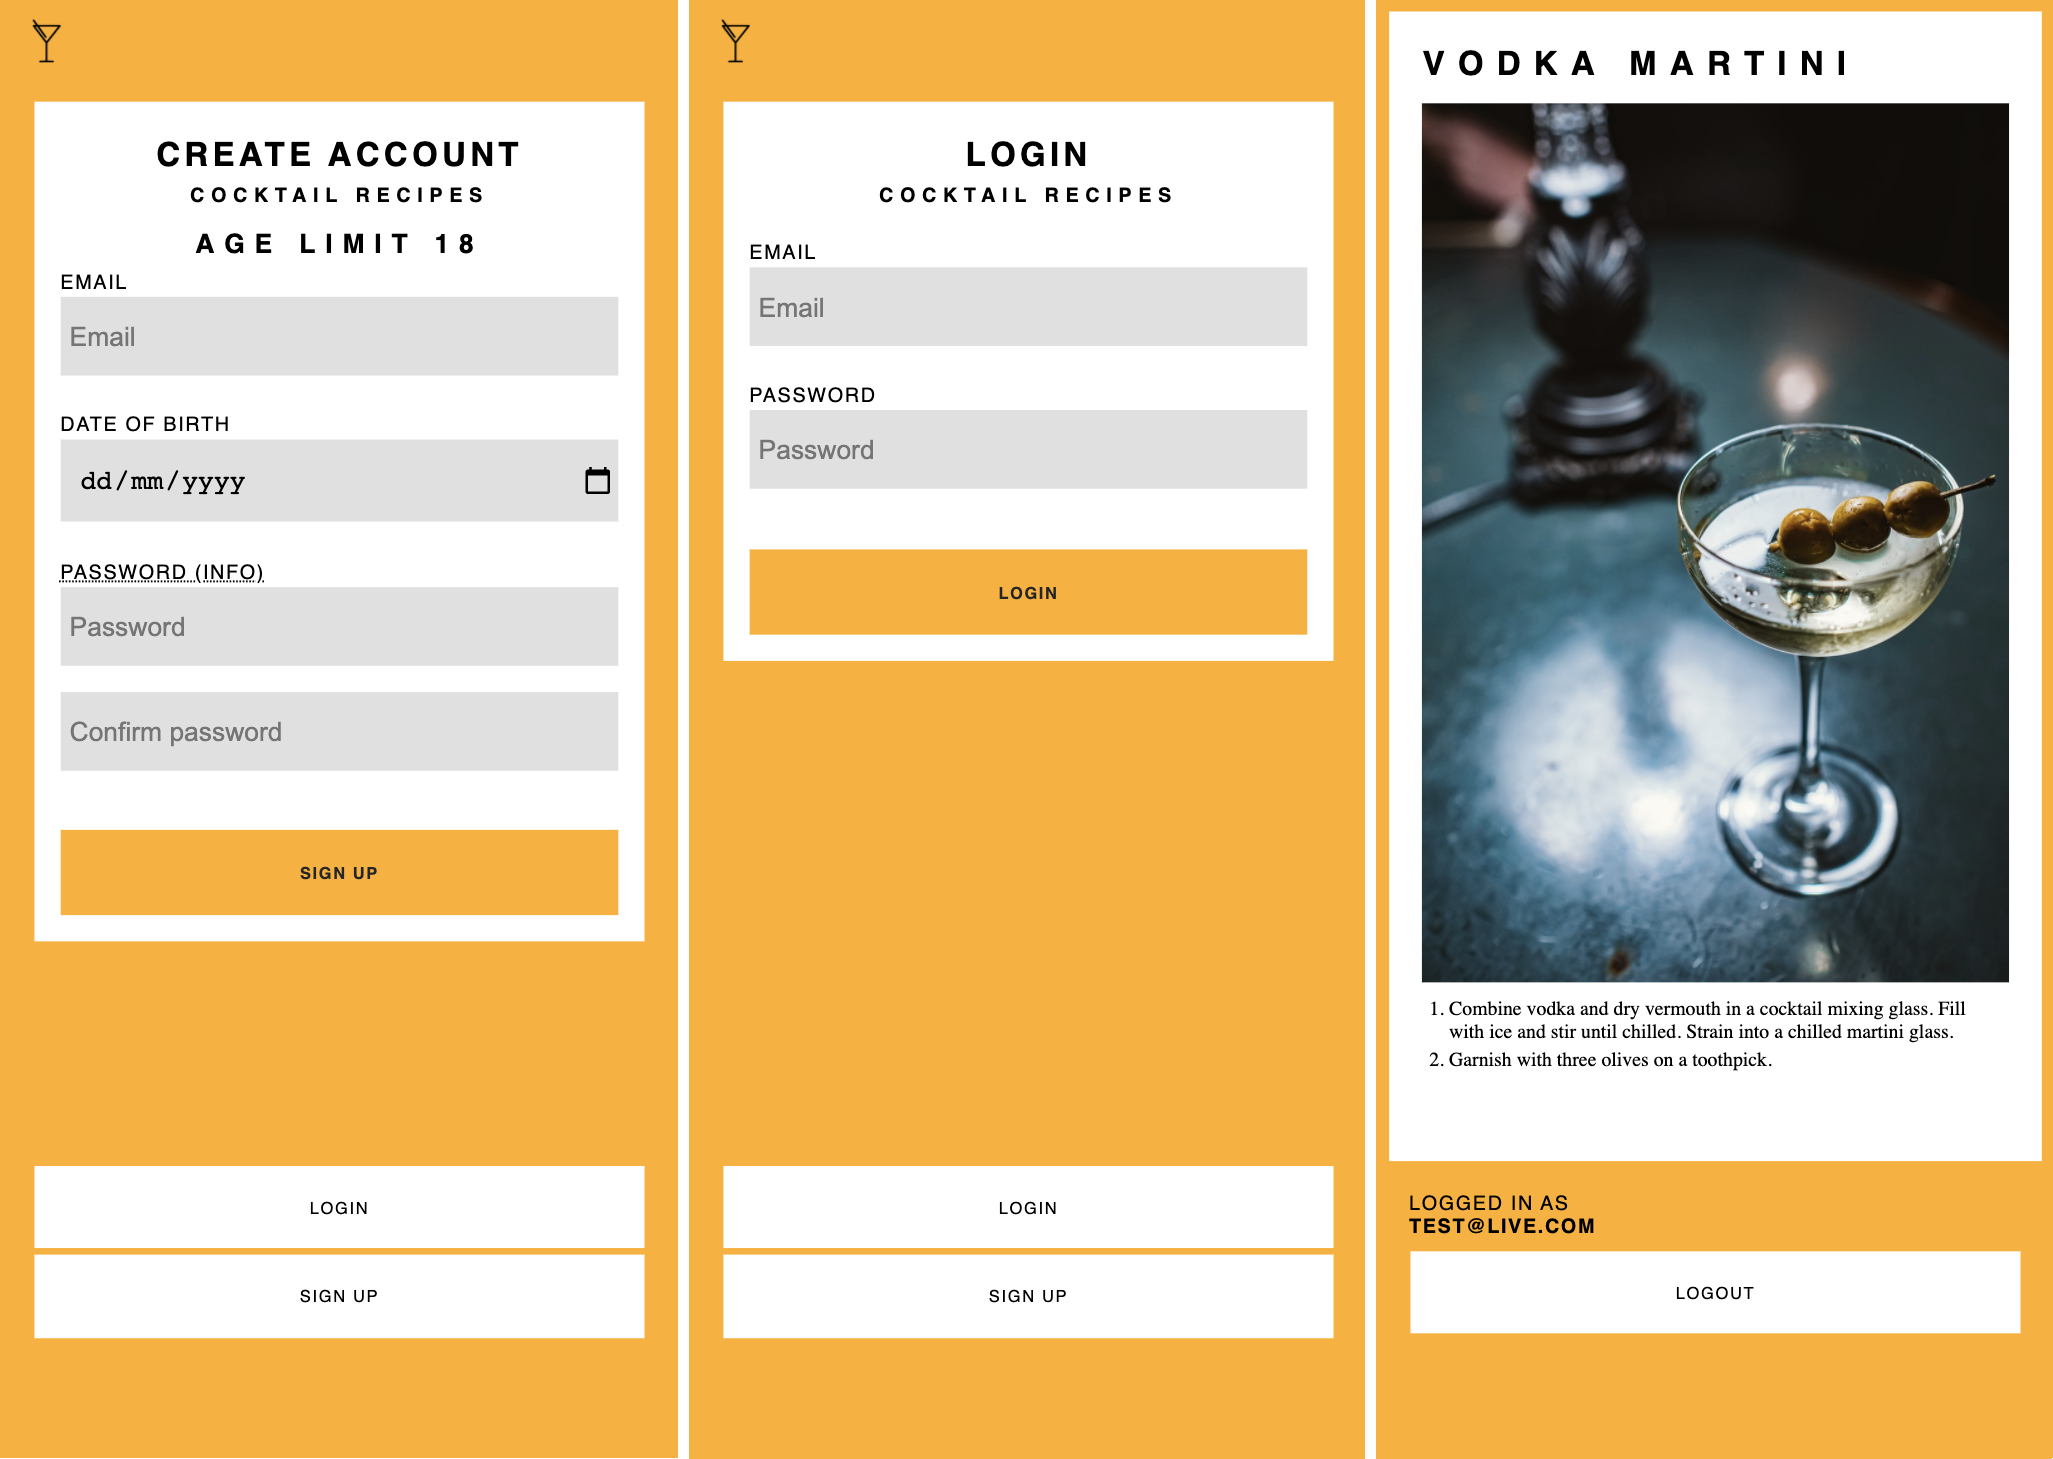 CREATE ACCOUNT
COCKTAIL RECIPES
AGE LIMIT 18
EMAIL
Email
DATE OF BIRTH
dd/mm/yyyy
PASSWORD (INFO)
Password
Confirm password
SIGN UP
LOGIN
SIGN UP
LOGIN
COCKTAIL RECIPES
EMAIL
Email
PASSWORD
Password
LOGIN
LOGIN
SIGN UP
VODKA MARTINI
1. Combine vodka and dry vermouth in a cocktail mixing glass. Fill
with ice and stir until chilled. Strain into a chilled martini glass.
2. Garnish with three olives on a toothpick.
LOGGED IN AS
TEST@LIVE.COM
LOGOUT